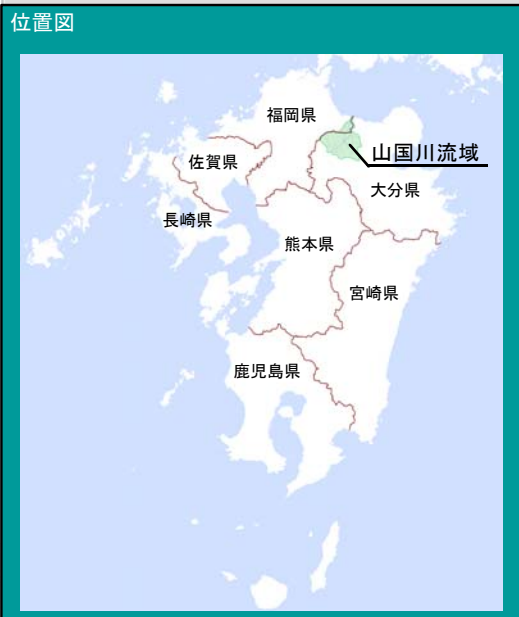 位置図
福岡県
山国川流域
佐賀県
大分県
長崎県
熊本県
宮崎県
鹿児島県